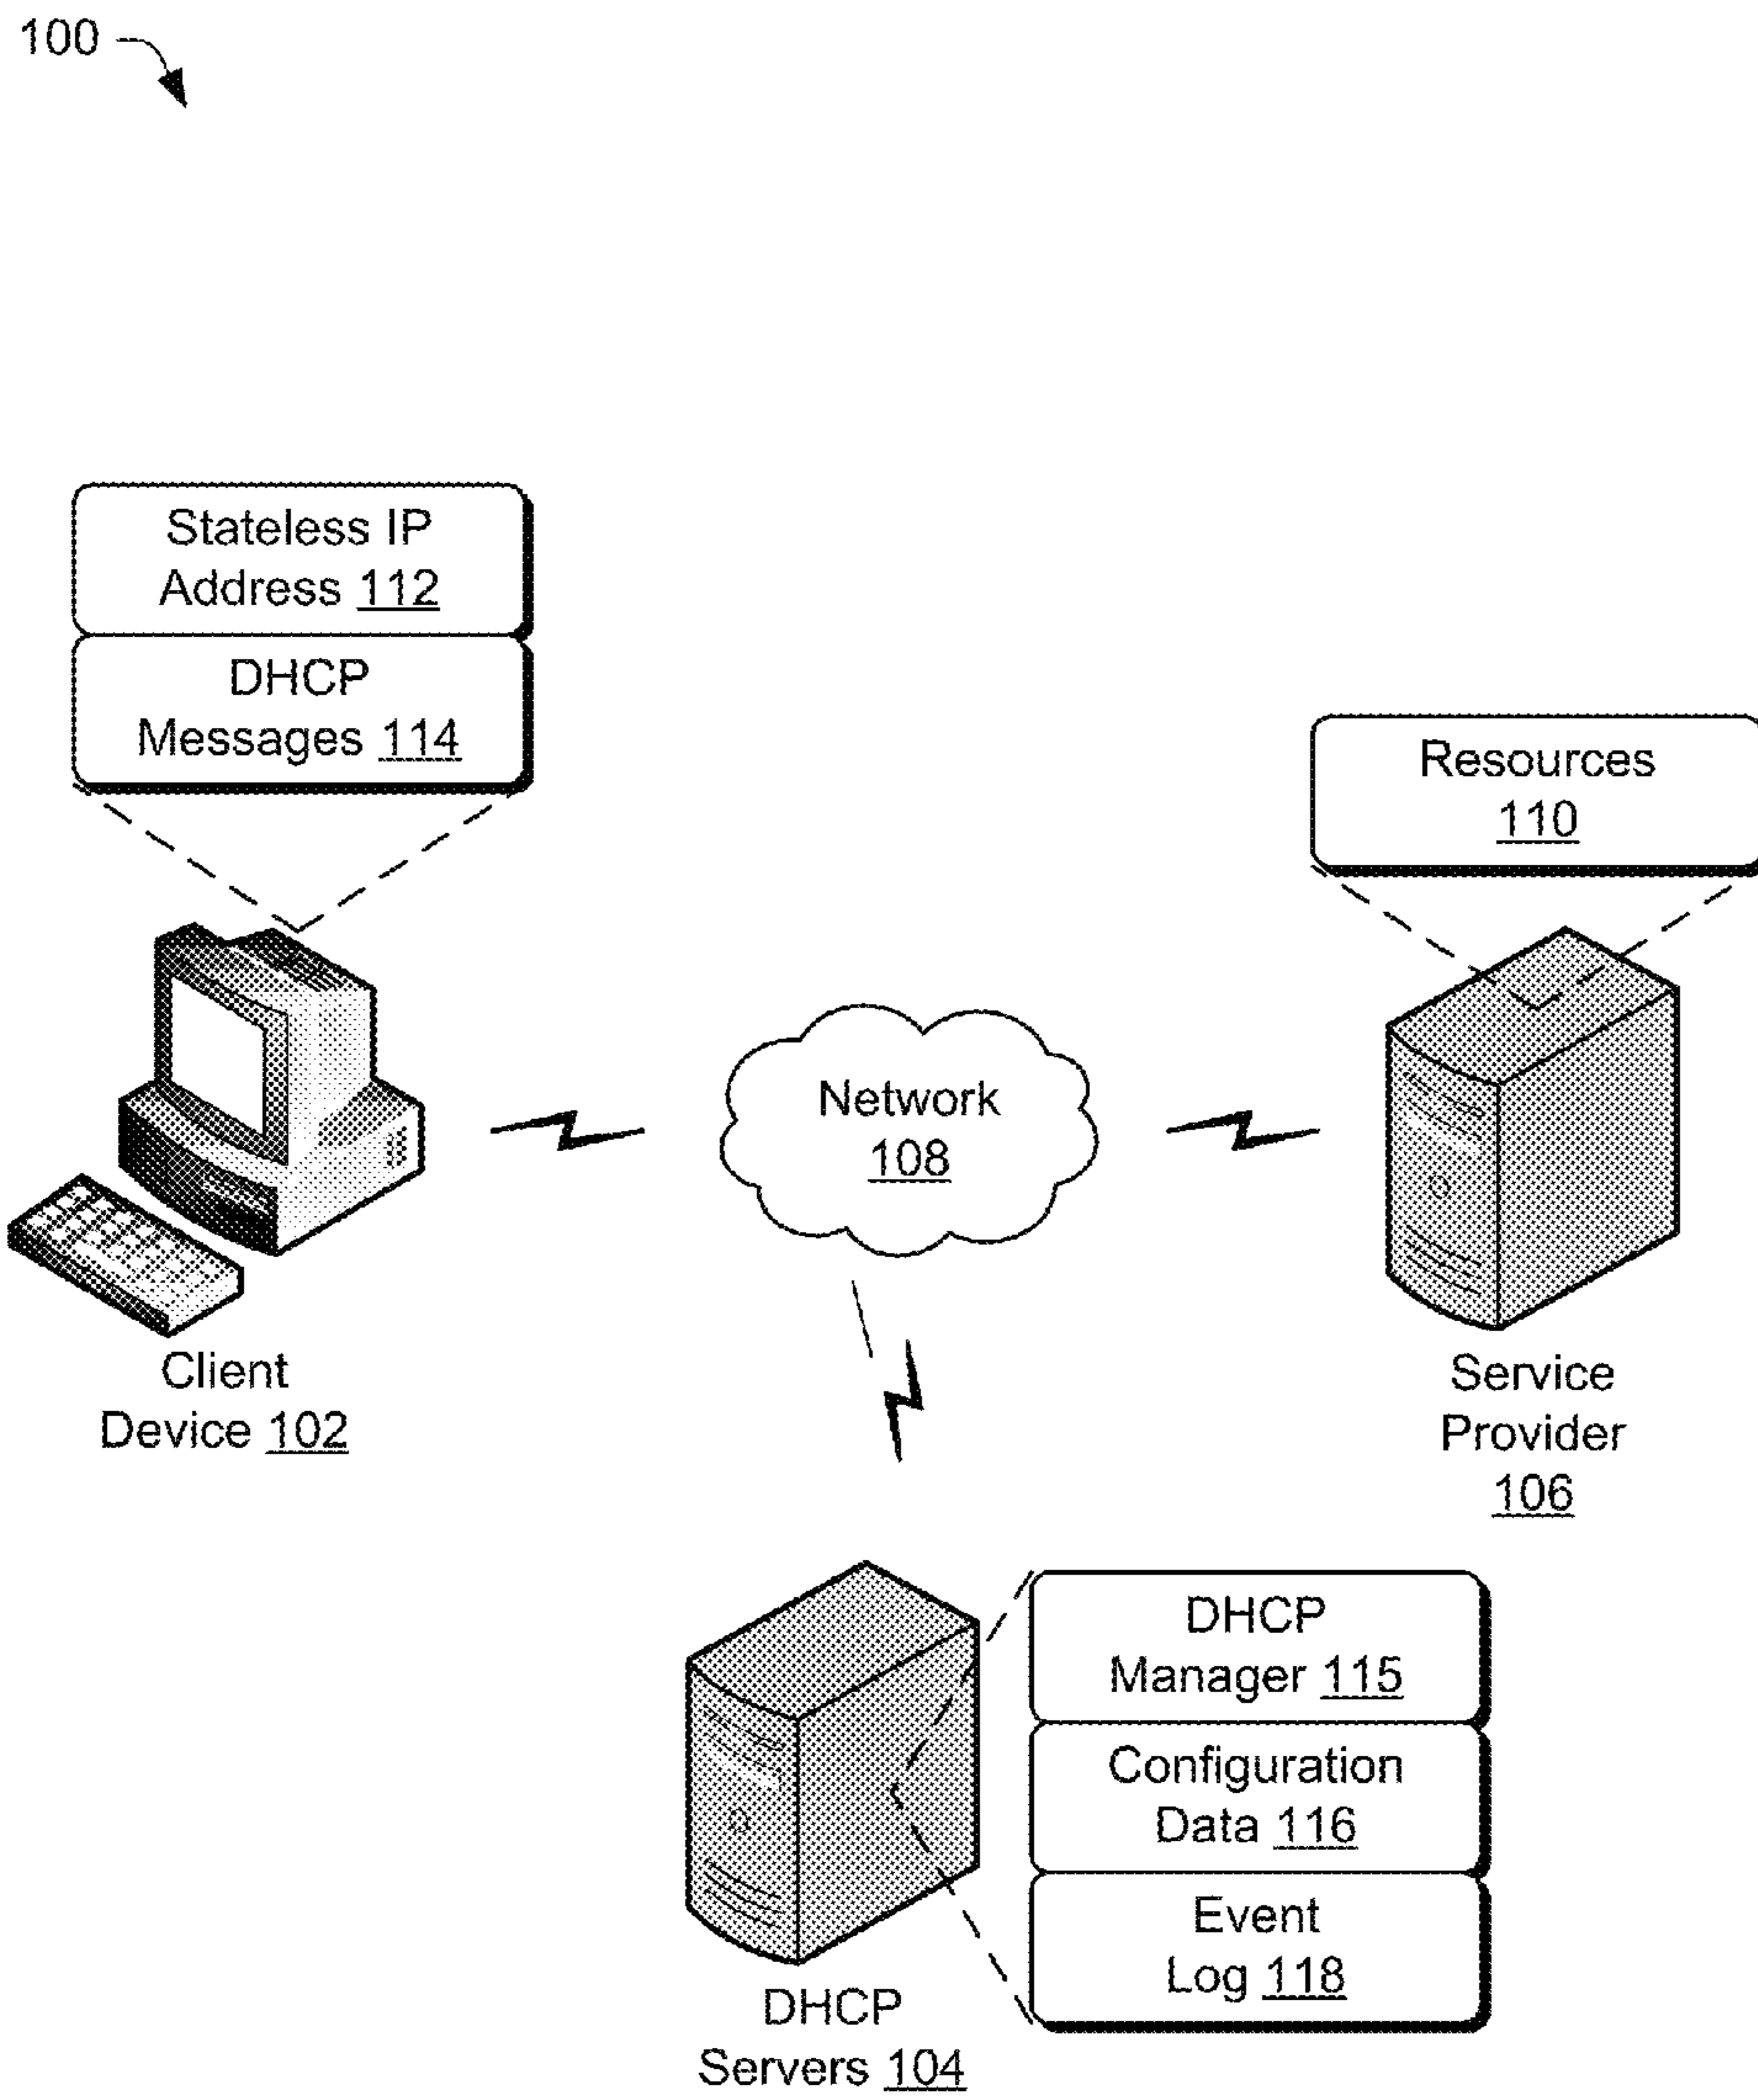 100
Stateless IP
Address 112
DHCP
Messages 114
Resources
110
Network
108
Client
Device 102
Service
Provider
106
DHCP
Manager 115
Configuration
Data 116
Event
Log 118
DHCP
Servers 104